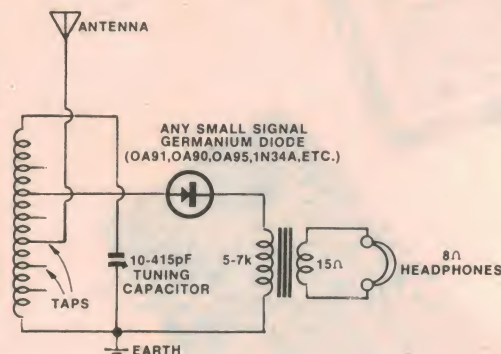 ANTENNA
ANY SMALL SIGNAL
GERMANIUM DIODE
(OA91,OA90,OA95,1N34A,ETC.)
10-415pF
TUNING
CAPACITOR
5-7k
15Ω
8Ω
HEADPHONES
TAPS
EARTH